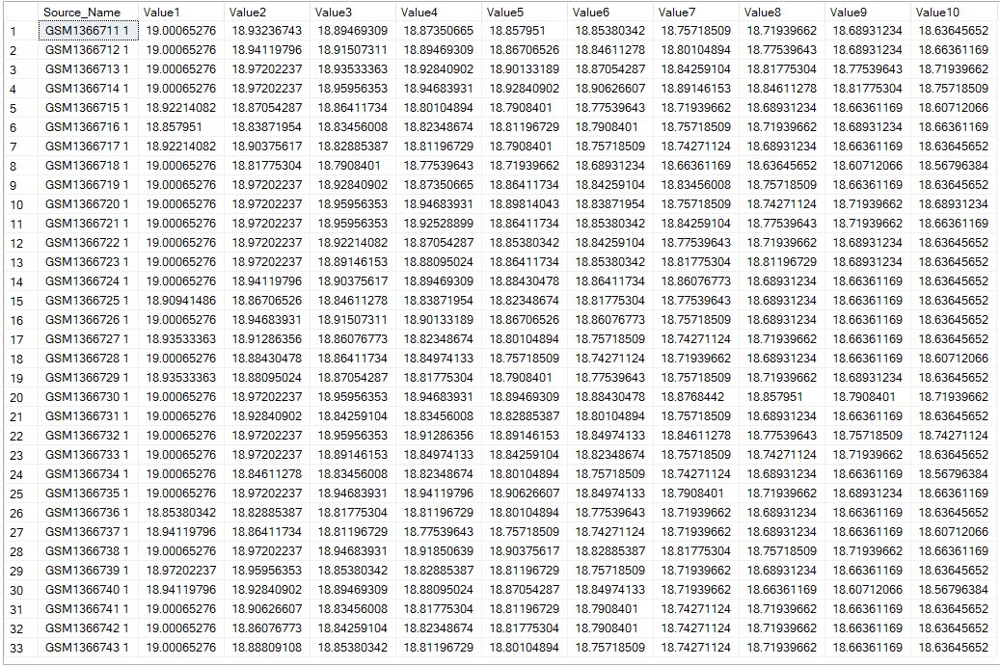 Source_Name Value1 Value2 Value3 Value4 Value5 Value6 Value7 Value8 Value9 Value10
1 GSM1366711 1 19.00065276 18.93236743 18.89469309 18.87350665 18.857951 18.85380342 18.75718509 18.71939662 18.68931234 18.63645652
2 GSM1366712 1 19.00065276 18.94119796 18.91507311 18.89469309 18.86706526 18.84611278 18.80104894 18.77539643 18.68931234 18.66361169
3 GSM1366713 1 19.00065276 18.97202237 18.93533363 18.92840902 18.90133189 18.87054287 18.84259104 18.81775304 18.77539643 18.71939662
4 GSM1366714 1 19.00065276 18.97202237 18.95956353 18.94683931 18.92840902 18.90626607 18.89146153 18.84611278 18.81775304 18.75718509
5 GSM1366715 1 18.92214082 18.87054287 18.86411734 18.80104894 18.7908401 18.77539643 18.71939662 18.68931234 18.66361169 18.60712066
6 GSM1366716 1 18.857951 18.83871954 18.83456008 18.82348674 18.81196729 18.7908401 18.75718509 18.71939662 18.68931234 18.66361169
7 GSM1366717 1 18.92214082 18.90375617 18.82885387 18.81196729 18.7908401 18.75718509 18.74271124 18.68931234 18.66361169 18.63645652
8 GSM1366718 1 19.00065276 18.81775304 18.7908401 18.77539643 18.71939662 18.68931234 18.66361169 18.63645652 18.60712066 18.56796384
9 GSM1366719 1 19.00065276 18.97202237 18.92840902 18.87350665 18.86411734 18.84259104 18.83456008 18.75718509 18.66361169 18.63645652
10 GSM1366720 1 19.00065276 18.97202237 18.95956353 18.94683931 18.89814043 18.83871954 18.75718509 18.74271124 18.71939662 18.68931234
11 GSM1366721 1 19.00065276 18.97202237 18.95956353 18.92528899 18.86411734 18.85380342 18.84259104 18.77539643 18.71939662 18.66361169
12 GSM1366722 1 19.00065276 18.97202237 18.92214082 18.87054287 18.85380342 18.84259104 18.77539643 18.71939662 18.68931234 18.63645652
13 GSM1366723 1 19.00065276 18.97202237 18.89146153 18.88095024 18.86411734 18.85380342 18.81775304 18.81196729 18.68931234 18.63645652
14 GSM1366724 1 19.00065276 18.94119796 18.90375617 18.89469309 18.88430478 18.86411734 18.86076773 18.68931234 18.66361169 18.63645652
15 GSM1366725 1 18.90941486 18.86706526 18.84611278 18.83871954 18.82348674 18.81775304 18.77539643 18.68931234 18.66361169 18.63645652
16 GSM1366726 1 19.00065276 18.94683931 18.91507311 18.90133189 18.86706526 18.86076773 18.75718509 18.68931234 18.66361169 18.63645652
17 GSM1366727 1 18.93533363 18.91286356 18.86076773 18.82348674 18.80104894 18.75718509 18.74271124 18.71939662 18.66361169 18.63645652
18 GSM1366728 1 19.00065276 18.88430478 18.86411734 18.84974133 18.75718509 18.74271124 18.71939662 18.68931234 18.66361169 18.60712066
19 GSM1366729 1 18.93533363 18.88095024 18.87054287 18.81775304 18.7908401 18.77539643 18.75718509 18.71939662 18.68931234 18.63645652
20 GSM1366730 1 19.00065276 18.97202237 18.95956353 18.94683931 18.89469309 18.88430478 18.8768442 18.857951 18.7908401 18.71939662
21 GSM1366731 1 19.00065276 18.92840902 18.84259104 18.83456008 18.82885387 18.80104894 18.75718509 18.68931234 18.66361169 18.63645652
22 GSM1366732 1 19.00065276 18.97202237 18.95956353 18.91286356 18.89146153 18.84974133 18.84611278 18.77539643 18.75718509 18.74271124
23 GSM1366733 1 19.00065276 18.97202237 18.89146153 18.84974133 18.84259104 18.82348674 18.75718509 18.74271124 18.71939662 18.63645652
24 GSM1366734 1 19.00065276 18.84611278 18.83456008 18.82348674 18.80104894 18.75718509 18.74271124 18.68931234 18.66361169 18.56796384
25 GSM1366735 1 19.00065276 18.97202237 18.94683931 18.94119796 18.90626607 18.84974133 18.7908401 18.71939662 18.68931234 18.66361169
26 GSM1366736 1 18.85380342 18.82885387 18.81775304 18.81196729 18.80104894 18.77539643 18.71939662 18.68931234 18.66361169 18.63645652
27 GSM1366737 1 18.94119796 18.86411734 18.81196729 18.77539643 18.75718509 18.74271124 18.71939662 18.68931234 18.66361169 18.60712066
28 GSM1366738 1 19.00065276 18.97202237 18.94683931 18.91850639 18.90375617 18.82885387 18.81775304 18.75718509 18.71939662 18.66361169
29 GSM1366739 1 18.97202237 18.95956353 18.85380342 18.82885387 18.81196729 18.75718509 18.71939662 18.68931234 18.66361169 18.63645652
30 GSM1366740 1 18.94119796 18.92840902 18.89469309 18.88095024 18.87054287 18.84974133 18.71939662 18.66361169 18.60712066 18.56796384
31 GSM1366741 1 19.00065276 18.90626607 18.83456008 18.81775304 18.81196729 18.7908401 18.74271124 18.71939662 18.66361169 18.63645652
32 GSM1366742 1 19.00065276 18.86076773 18.84259104 18.82348674 18.81775304 18.7908401 18.74271124 18.71939662 18.66361169 18.63645652
33 GSM1366743 1 19.00065276 18.88809108 18.85380342 18.81196729 18.80104894 18.75718509 18.74271124 18.71939662 18.66361169 18.63645652